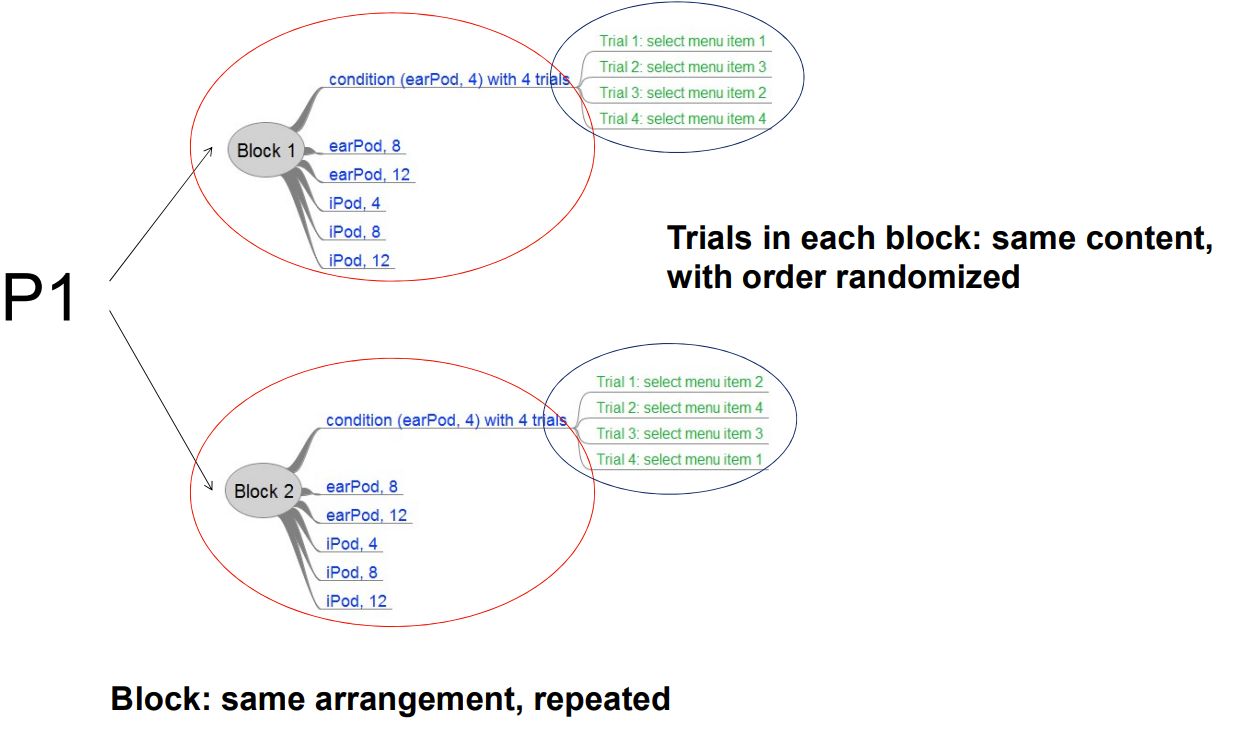 P1
Block 1
condition (earPod, 4) with 4 trials
Trial 1: select menu item 1
Trial 2: select menu item 3
Trial 3: select menu item 2
Trial 4: select menu item 4
earPod, 8
earPod, 12
iPod, 4
iPod, 8
iPod, 12
Trials in each block: same content,
with order randomized
Block 2
condition (earPod, 4) with 4 trials
Trial 1: select menu item 2
Trial 2: select menu item 4
Trial 3: select menu item 3
Trial 4: select menu item 1
earPod, 8
earPod, 12
iPod, 4
iPod, 8
iPod, 12
Block: same arrangement, repeated